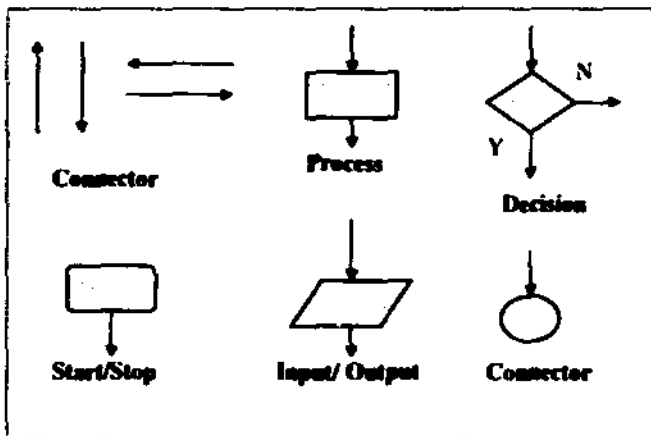 N
Y
Connector
Process
Decision
Start/Stop
Input/ Output
Connector